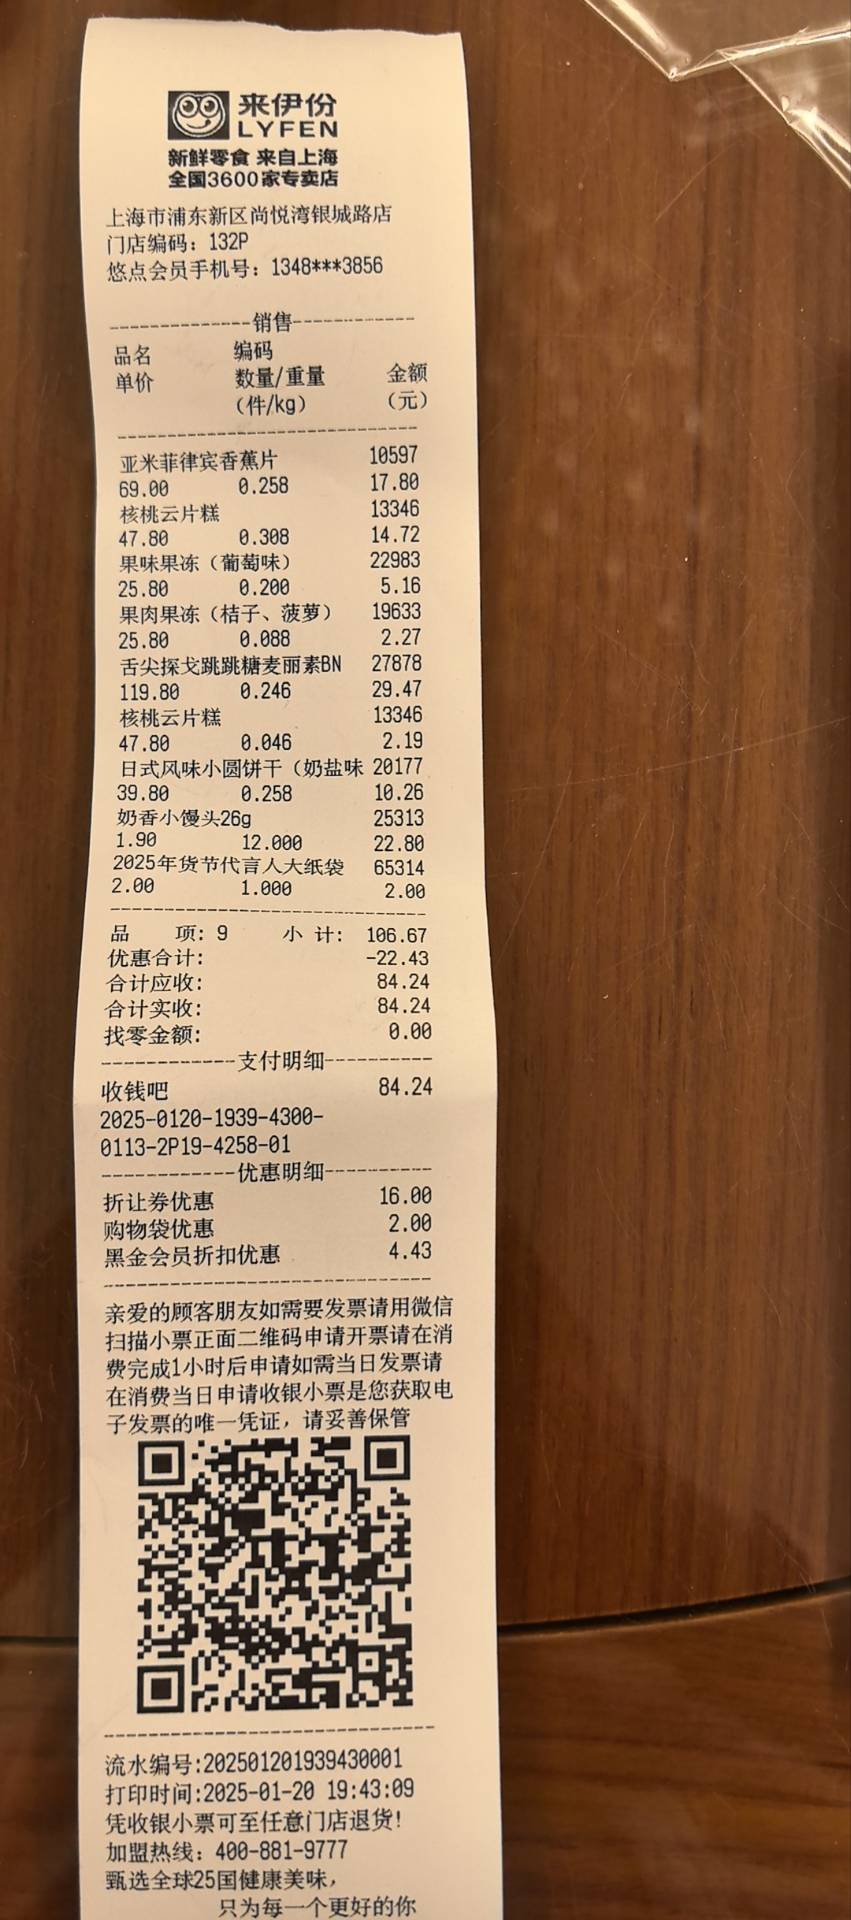 来伊份
LYFEN
新鲜零食 来自上海
全国3600家专卖店
上海市浦东新区尚悦湾银城路店
门店编码：132P
悠点会员手机号：1348***3856
--------------销售--------------
品名 编码
单价 数量/重量 金额
（件/kg） （元）
亚米菲律宾香蕉片 10597
69.00 0.258 17.80
核桃云片糕 13346
47.80 0.308 14.72
果味果冻（葡萄味） 22983
25.80 0.200 5.16
果肉果冻（桔子、菠萝） 19633
25.80 0.088 2.27
舌尖探戈跳跳糖麦丽素BN 27878
119.80 0.246 29.47
核桃云片糕 13346
47.80 0.046 2.19
日式风味小圆饼干（奶盐味 20177
39.80 0.258 10.26
奶香小馒头26g 25313
1.90 12.000 22.80
2025年货节代言人大纸袋 65314
2.00 1.000 2.00
品 项: 9 小 计: 106.67
优惠合计: -22.43
合计应收: 84.24
合计实收: 84.24
找零金额: 0.00
-------------支付明细-----------
收钱吧 84.24
2025-0120-1939-4300-
0113-2P19-4258-01
-------------优惠明细-----------
折让券优惠 16.00
购物袋优惠 2.00
黑金会员折扣优惠 4.43
亲爱的顾客朋友如需要发票请用微信
扫描小票正面二维码申请开票请在消
费完成1小时后申请如需当日发票请
在消费当日申请收银小票是您获取电
子发票的唯一凭证，请妥善保管
流水编号:202501201939430001
打印时间:2025-01-20 19:43:09
凭收银小票可至任意门店退货!
加盟热线：400-881-9777
甄选全球25国健康美味，
只为每一个更好的你